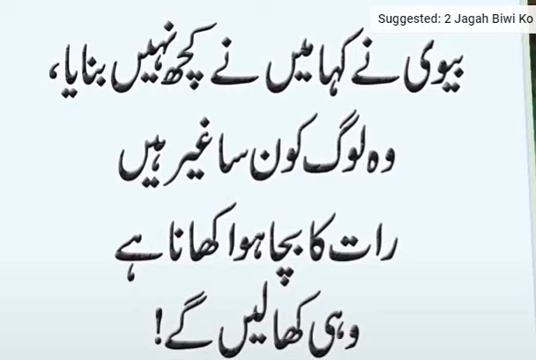 Suggested: 2 Jagah Biwi Ko
بیوی نے کہا میں نے کچھ نہیں بنایا،
وہ لوگ کون سا غیر ہیں
رات کا بچا ہوا کھانا ہے
وہی کھا لیں گے!